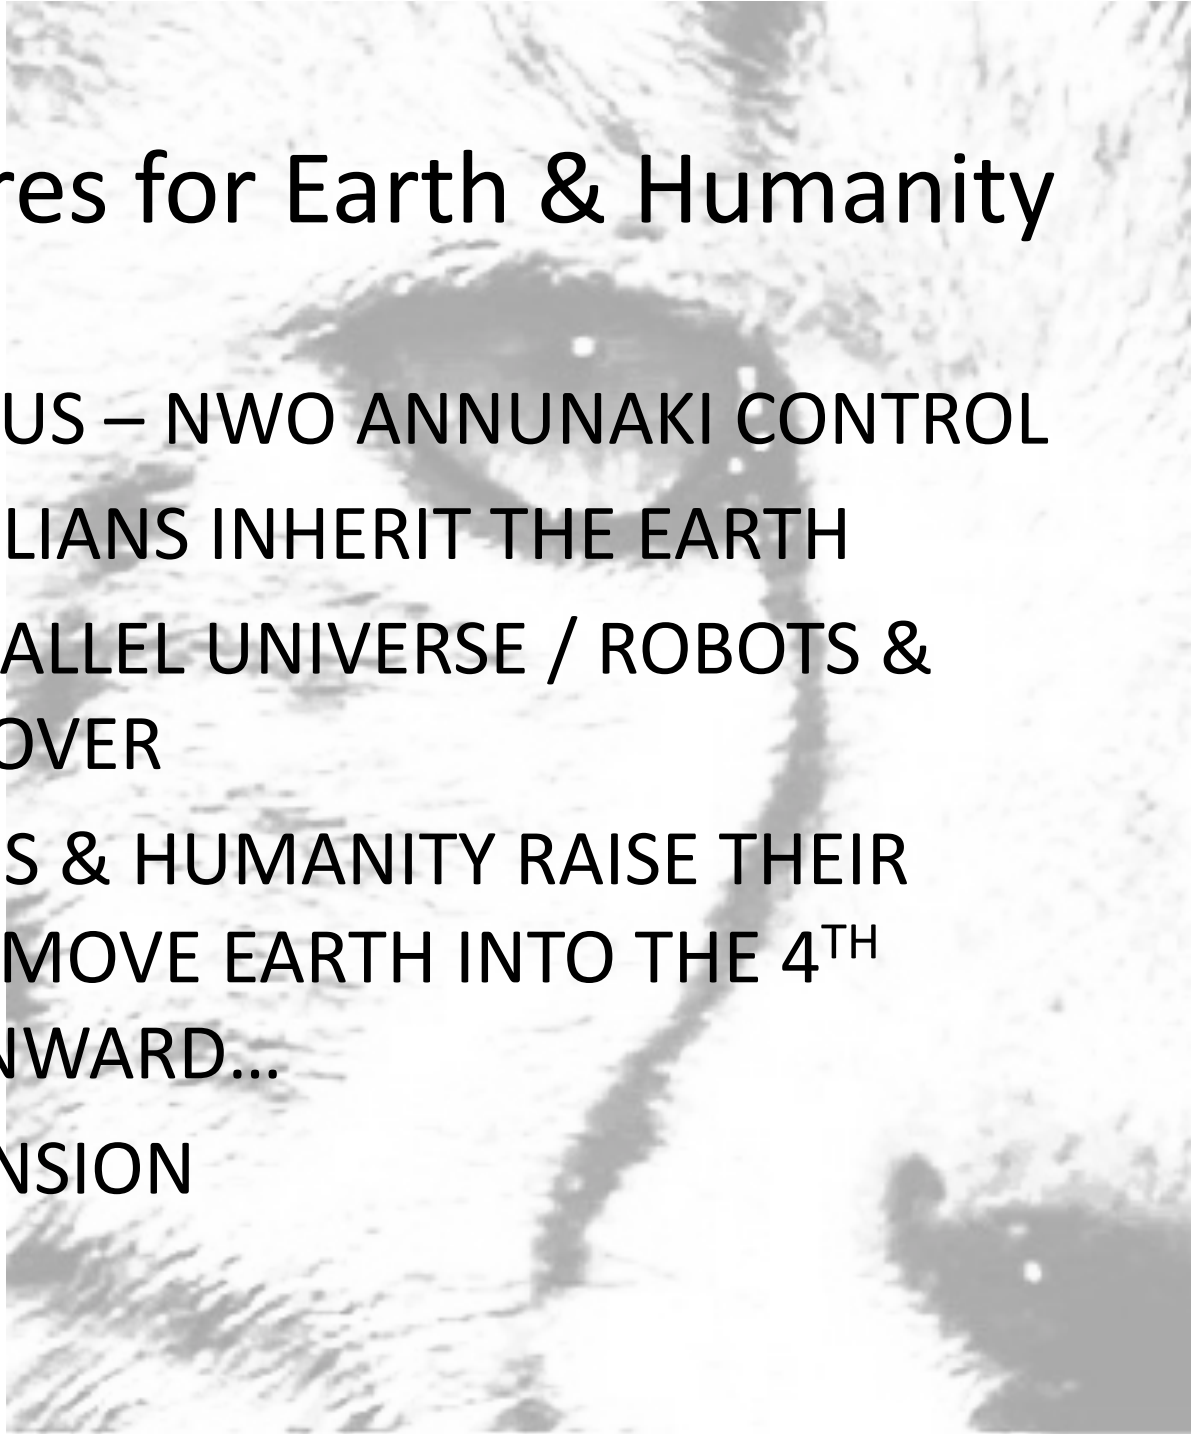 res for Earth & Humanity
US – NWO ANNUNAKI CONTROL
LIANS INHERIT THE EARTH
ALLEL UNIVERSE / ROBOTS &
OVER
S & HUMANITY RAISE THEIR
MOVE EARTH INTO THE 4TH
NWARD…
NSION